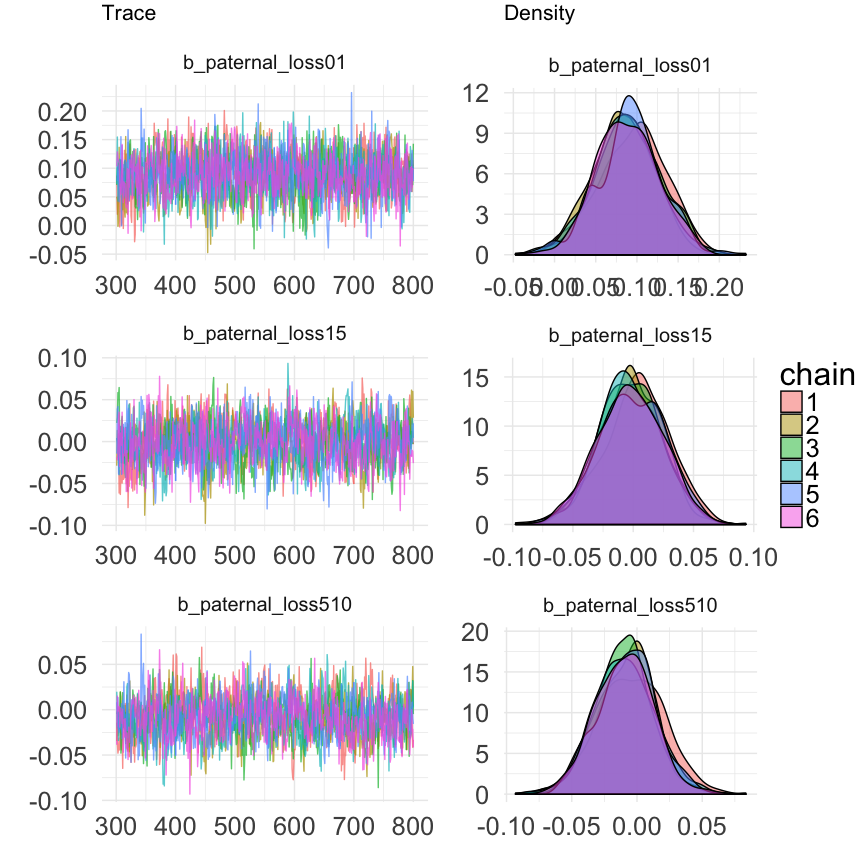 Trace
Density
b_paternal_loss01
0.20
0.15
0.10
0.05
0.00
-0.05
300 400 500 600 700 800
b_paternal_loss01
12
9
6
3
0
-0.05 0.00 0.05 0.10 0.15 0.20
b_paternal_loss15
0.10
0.05
0.00
-0.05
-0.10
300 400 500 600 700 800
b_paternal_loss15
15
10
5
0
-0.10 -0.05 0.00 0.05 0.10
b_paternal_loss510
0.05
0.00
-0.05
-0.10
300 400 500 600 700 800
b_paternal_loss510
20
15
10
5
0
-0.10 -0.05 0.00 0.05
chain
1
2
3
4
5
6